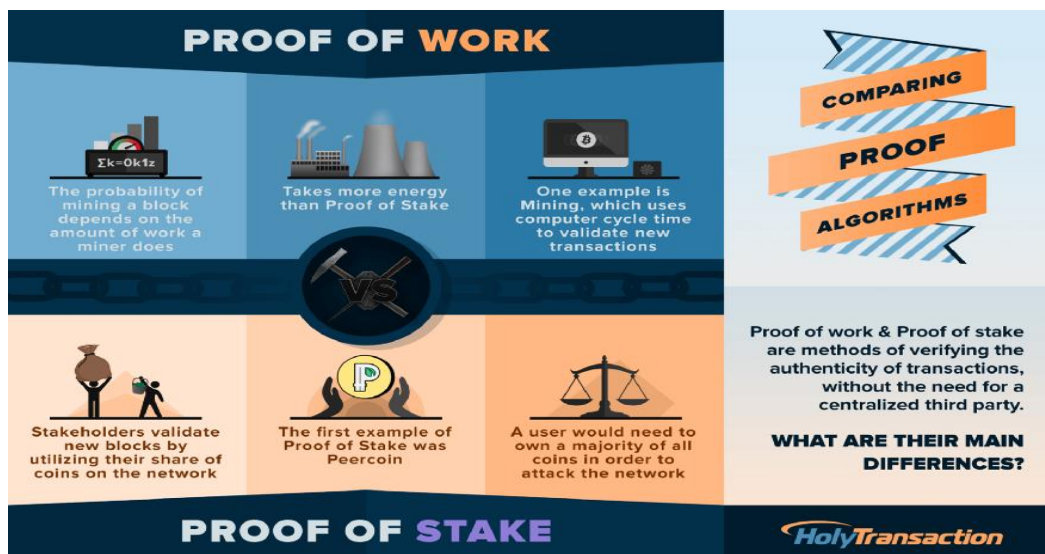 PROOF OF WORK
Σk=0k1z
The probability of
mining a block
depends on the
amount of work a
miner does
Takes more energy
than Proof of Stake
One example is
Mining, which uses
computer cycle time
to validate new
transactions
VS
Stakeholders validate
new blocks by
utilizing their share of
coins on the network
The first example of
Proof of Stake was
Peercoin
A user would need to
own a majority of all
coins in order to
attack the network
PROOF OF STAKE
COMPARING
PROOF
ALGORITHMS
Proof of work & Proof of stake
are methods of verifying the
authenticity of transactions,
without the need for a
centralized third party.
WHAT ARE THEIR MAIN
DIFFERENCES?
HolyTransaction